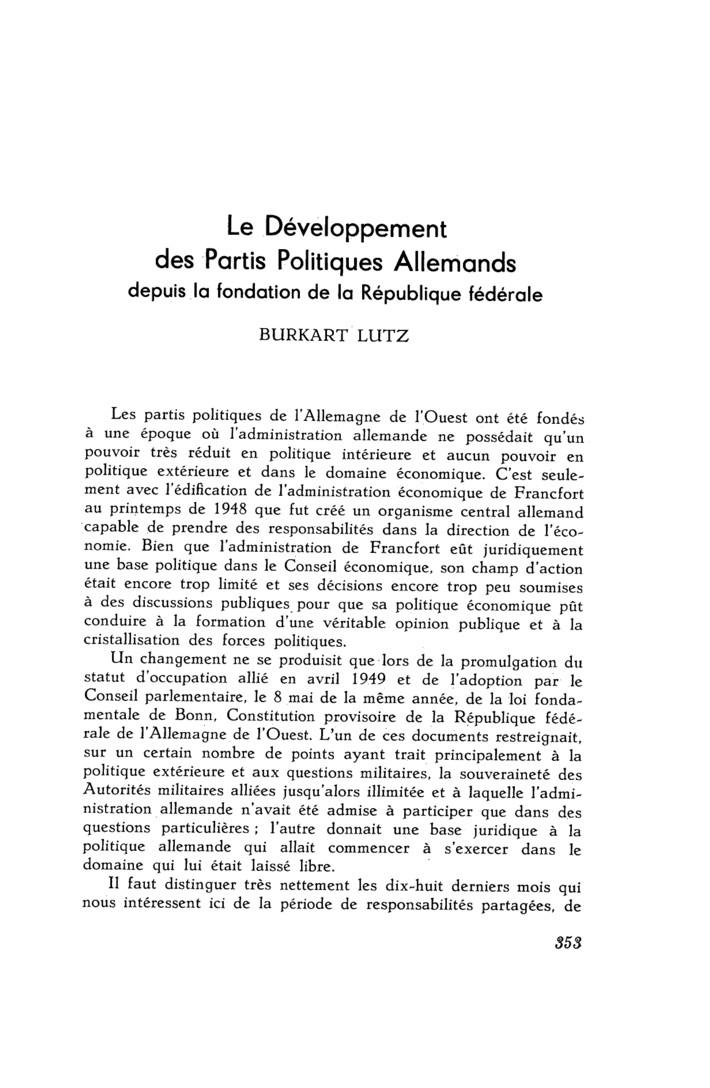 Le Développement
des Partis Politiques Allemands
depuis la fondation de la République fédérale
BURKART LUTZ
Les partis politiques de l'Allemagne de l'Ouest ont été fondés
à une époque où l'administration allemande ne possédait qu'un
pouvoir très réduit en politique intérieure et aucun pouvoir en
politique extérieure et dans le domaine économique. C'est seule-
ment avec l'édification de l'administration économique de Francfort
au printemps de 1948 que fut créé un organisme central allemand
capable de prendre des responsabilités dans la direction de l'éco-
nomie. Bien que l'administration de Francfort eût juridiquement
une base politique dans le Conseil économique, son champ d'action
était encore trop limité et ses décisions encore trop peu soumises
à des discussions publiques pour que sa politique économique pût
conduire à la formation d'une véritable opinion publique et à la
cristallisation des forces politiques.
Un changement ne se produisit que lors de la promulgation du
statut d'occupation allié en avril 1949 et de l'adoption par le
Conseil parlementaire, le 8 mai de la même année, de la loi fonda-
mentale de Bonn, Constitution provisoire de la République fédé-
rale de l'Allemagne de l'Ouest. L'un de ces documents restreignait,
sur un certain nombre de points ayant trait principalement à la
politique extérieure et aux questions militaires, la souveraineté des
Autorités militaires alliées jusqu'alors illimitée et à laquelle l'admi-
nistration allemande n'avait été admise à participer que dans des
questions particulières ; l'autre donnait une base juridique à la
politique allemande qui allait commencer à s'exercer dans le
domaine qui lui était laissé libre.
Il faut distinguer très nettement les dix-huit derniers mois qui
nous intéressent ici de la période de responsabilités partagées, de
353